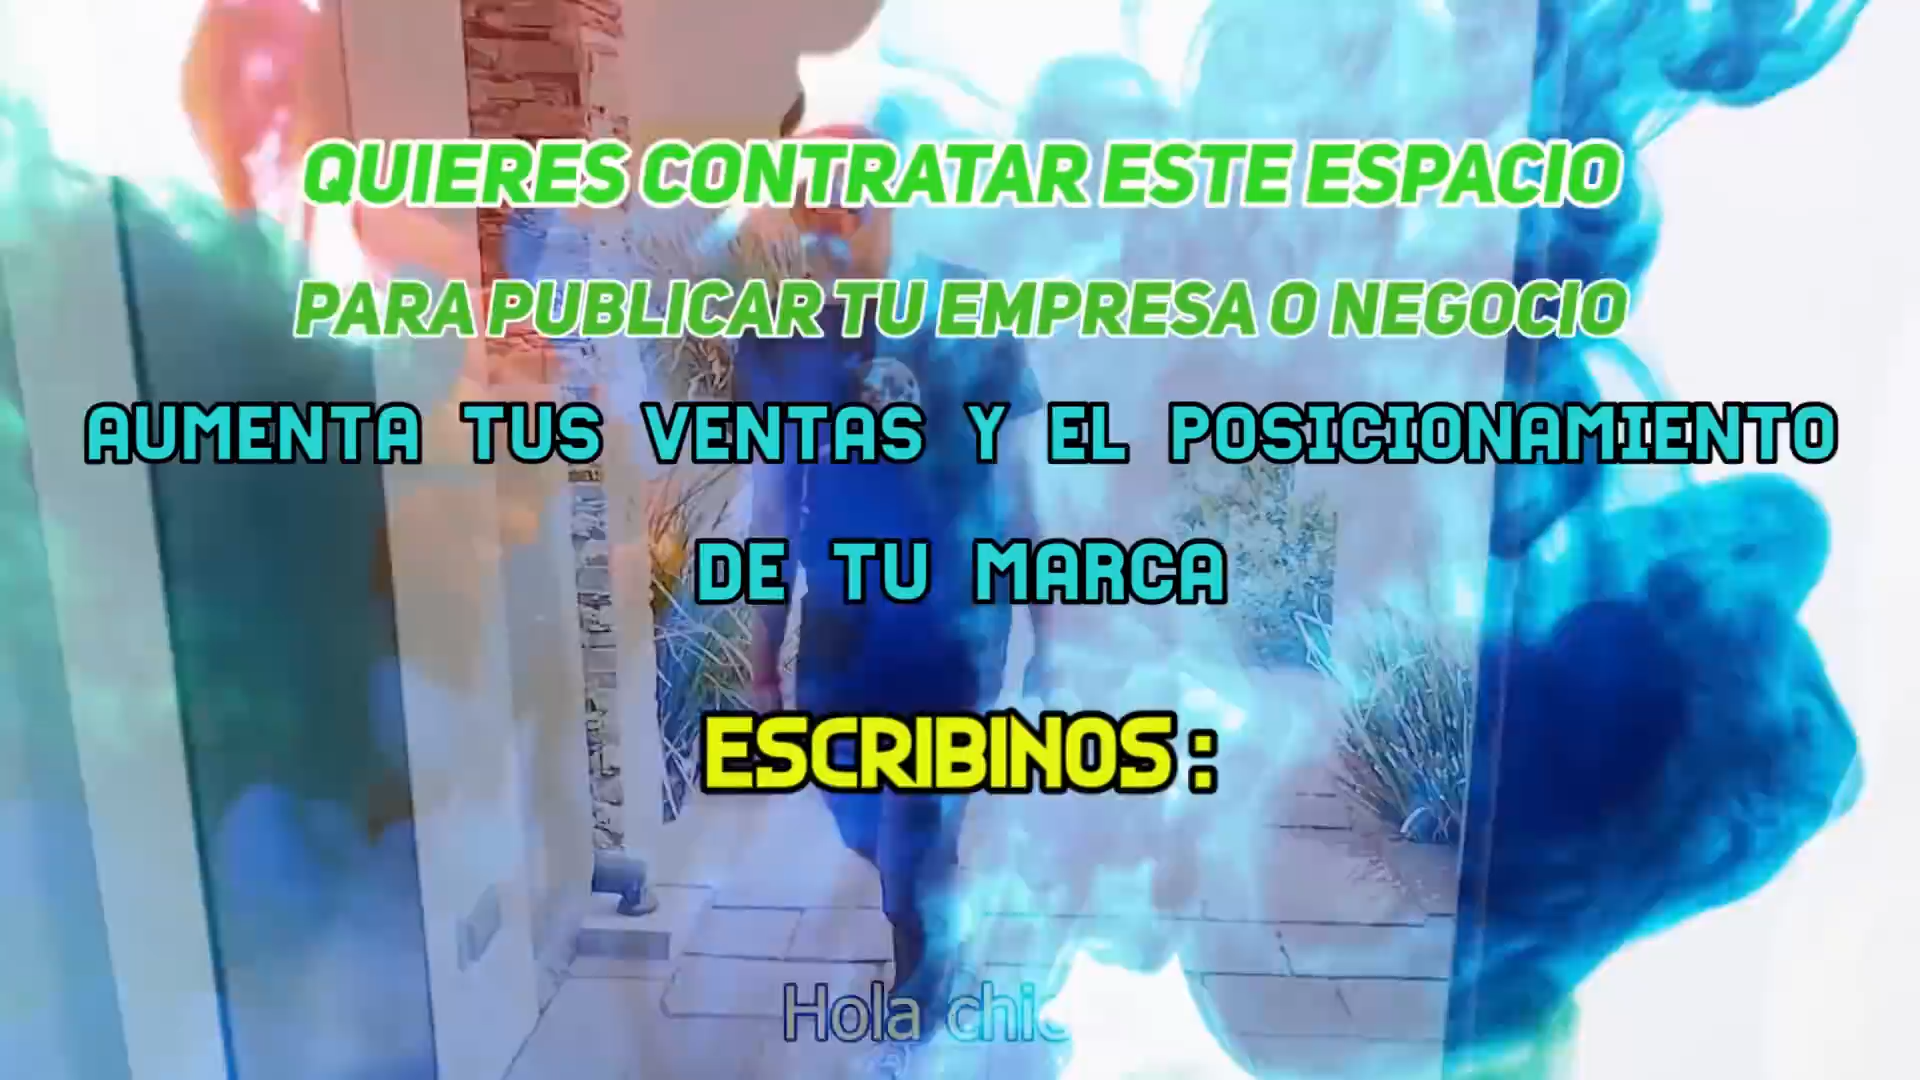 QUIERES CONTRATAR ESTE ESPACIO
PARA PUBLICAR TU EMPRESA O NEGOCIO
AUMENTA TUS VENTAS Y EL POSICIONAMIENTO
DE TU MARCA
ESCRIBINOS:
Hola